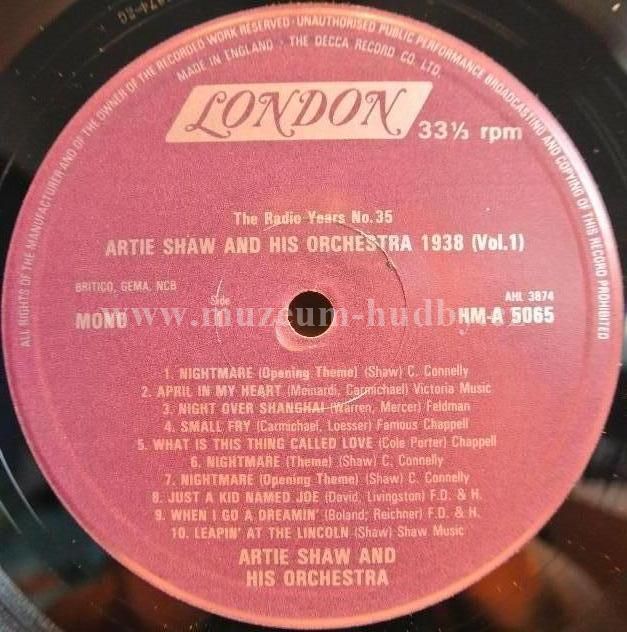 ALL RIGHTS OF THE MANUFACTURER AND OF THE OWNER OF THE RECORDED WORK RESERVED · UNAUTHORISED PUBLIC PERFORMANCE BROADCASTING AND COPYING OF THIS RECORD PROHIBITED
MADE IN ENGLAND · THE DECCA RECORD CO. LTD.
LONDON
33⅓ rpm
The Radio Years No.35
ARTIE SHAW AND HIS ORCHESTRA 1938 (Vol.1)
BRITICO, GEMA, NCB
Side
AHL 3874
MONO
HM-A 5065
1. NIGHTMARE (Opening Theme) (Shaw) C. Connelly
2. APRIL IN MY HEART (Meinardi, Carmichael) Victoria Music
3. NIGHT OVER SHANGHAI (Warren, Mercer) Feldman
4. SMALL FRY (Carmichael, Loesser) Famous Chappell
5. WHAT IS THIS THING CALLED LOVE (Cole Porter) Chappell
6. NIGHTMARE (Theme) (Shaw) C. Connelly
7. NIGHTMARE (Opening Theme) (Shaw) C. Connelly
8. JUST A KID NAMED JOE (David, Livingston) F.D. & H.
9. WHEN I GO A DREAMIN' (Boland; Reichner) F.D. & H.
10. LEAPIN' AT THE LINCOLN (Shaw) Shaw Music
ARTIE SHAW AND
HIS ORCHESTRA